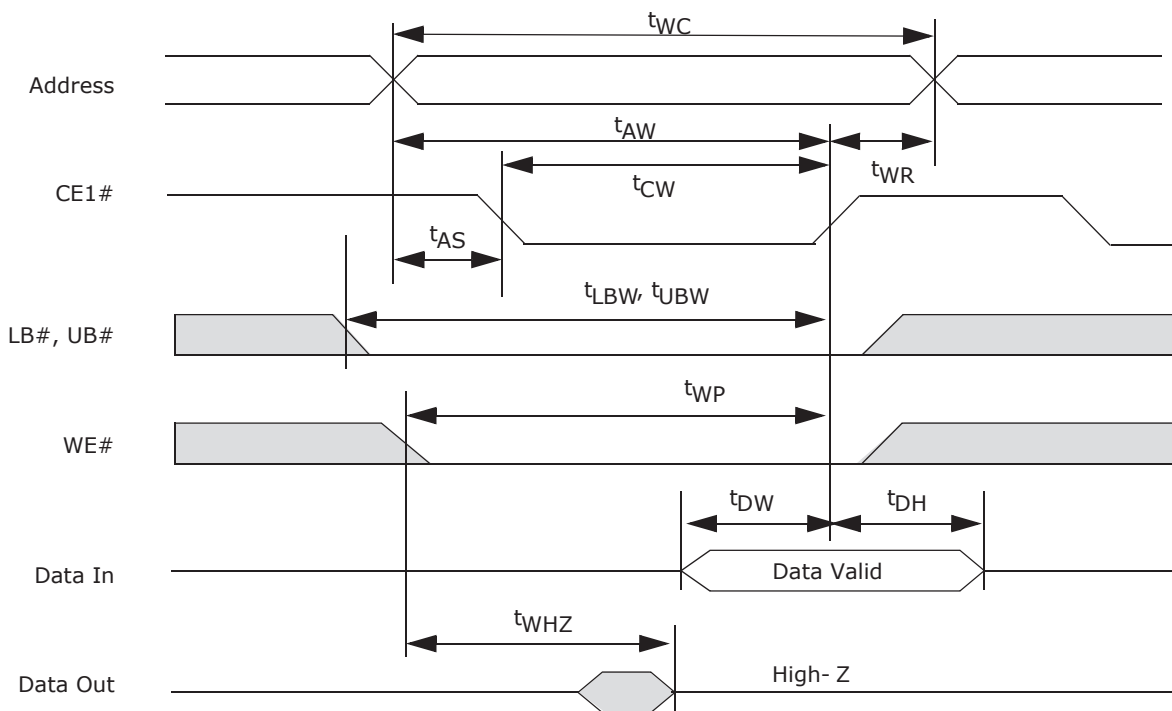 tWC
Address
tAW
tWR
CE1#
tCW
tAS
tLBW, tUBW
LB#, UB#
tWP
WE#
tDW
tDH
Data In
Data Valid
tWHZ
Data Out
High- Z